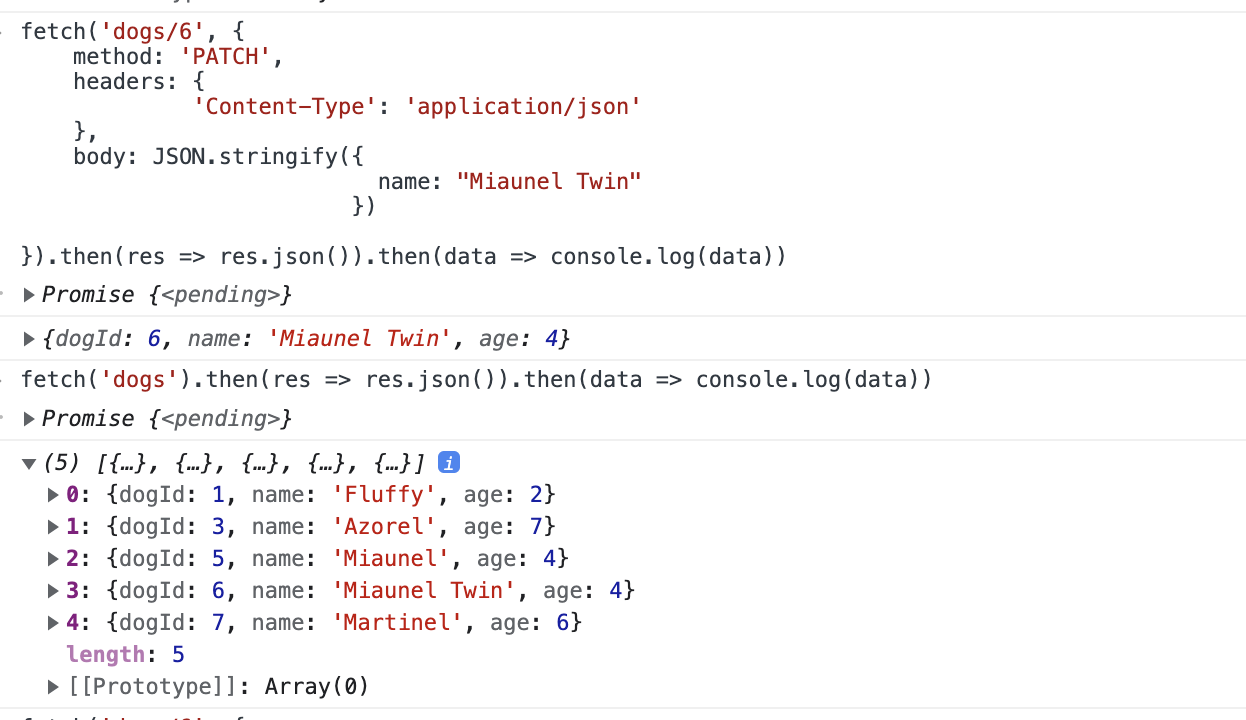 fetch('dogs/6', {
method: 'PATCH',
headers: {
'Content-Type': 'application/json'
},
body: JSON.stringify({
name: "Miaunel Twin"
})
}).then(res => res.json()).then(data => console.log(data))
Promise {<pending>}
{dogId: 6, name: 'Miaunel Twin', age: 4}
fetch('dogs').then(res => res.json()).then(data => console.log(data))
Promise {<pending>}
(5) [{…}, {…}, {…}, {…}, {…}] i
0: {dogId: 1, name: 'Fluffy', age: 2}
1: {dogId: 3, name: 'Azorel', age: 7}
2: {dogId: 5, name: 'Miaunel', age: 4}
3: {dogId: 6, name: 'Miaunel Twin', age: 4}
4: {dogId: 7, name: 'Martinel', age: 6}
length: 5
[[Prototype]]: Array(0)